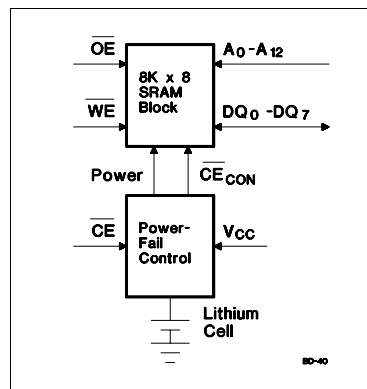 OE
A0-A12
8K x 8
SRAM
Block
WE
DQ0 -DQ7
Power
CECON
CE
Power-
Fail
Control
VCC
Lithium
Cell
BD-40